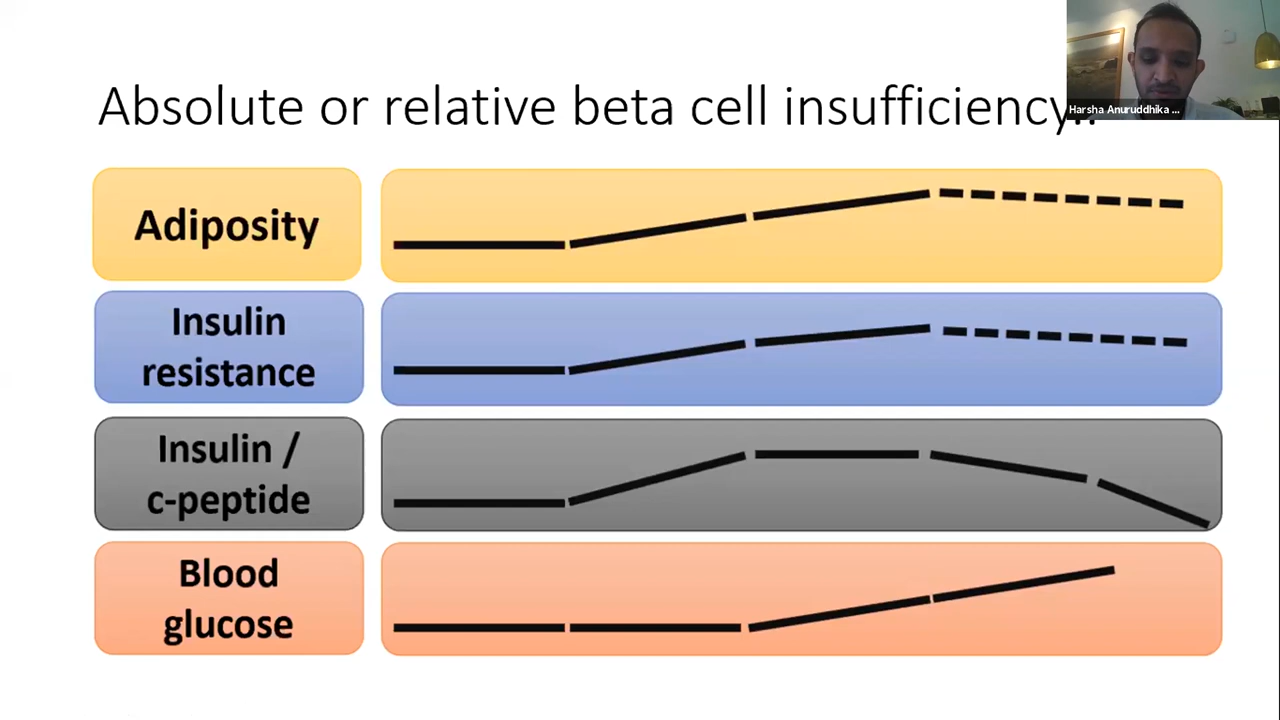 Absolute or relative beta cell insufficiency..
Harsha Anuruddhika ...
Adiposity
Insulin
resistance
Insulin /
c-peptide
Blood
glucose